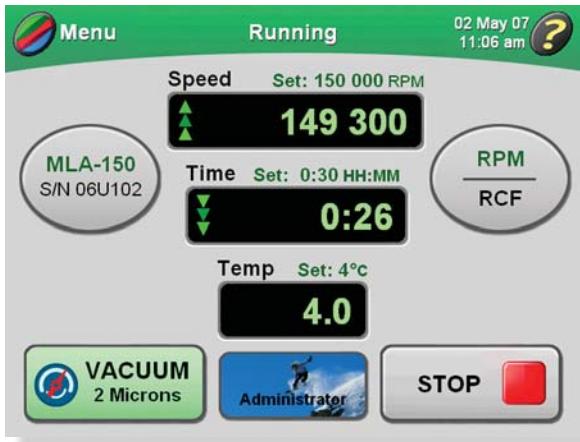 Menu
Running
02 May 07
11:06 am
?
Speed Set: 150 000 RPM
149 300
MLA-150
S/N 06U102
Time Set: 0:30 HH:MM
0:26
RPM
RCF
Temp Set: 4°C
4.0
VACUUM
2 Microns
Administrator
STOP